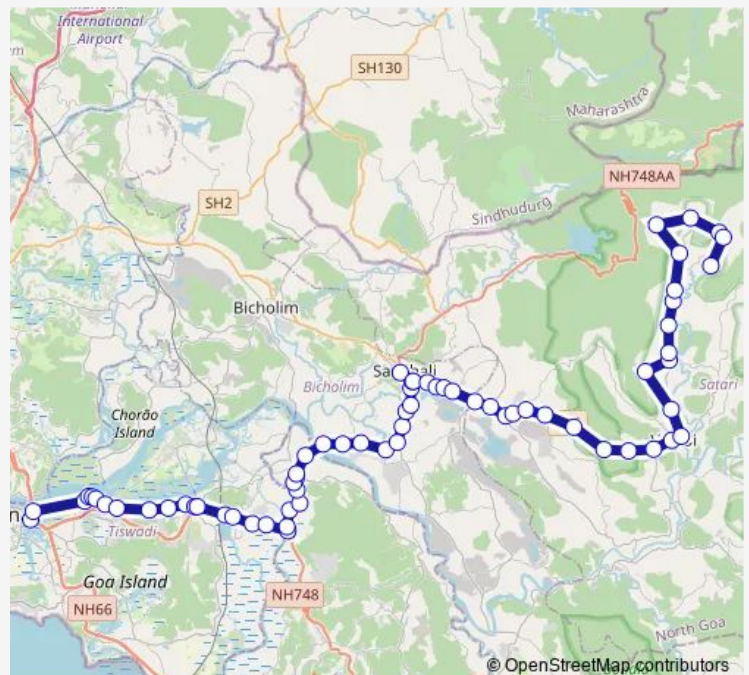 International
Airport
SH130
Maharashtra
NH748AA
SH2
Sindhudurg
Bicholim
Bicholim
Satari
Chorão
Island
Tiswadi
Goa Island
NH66
NH748
North Goa
© OpenStreetMap contributors